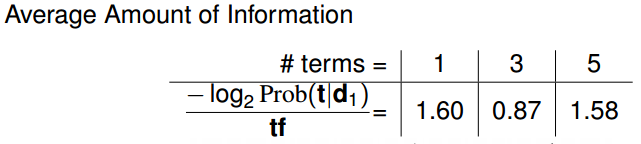 Average Amount of Information
# terms = 1 3 5
– log₂ Prob(t|d₁)
= 1.60 0.87 1.58
tf